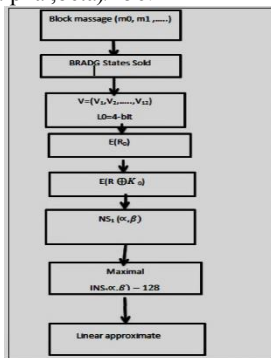 Block massage (m0, m1 ,.....)
BRADG States Sold
V=(V₁,V₂,.....,V₁₂)
L0=4-bit
E(R₀)
E(R ⊕K ₀)
NS₁ (α,β)
Maximal
INS.α,β) − 128
Linear approximate